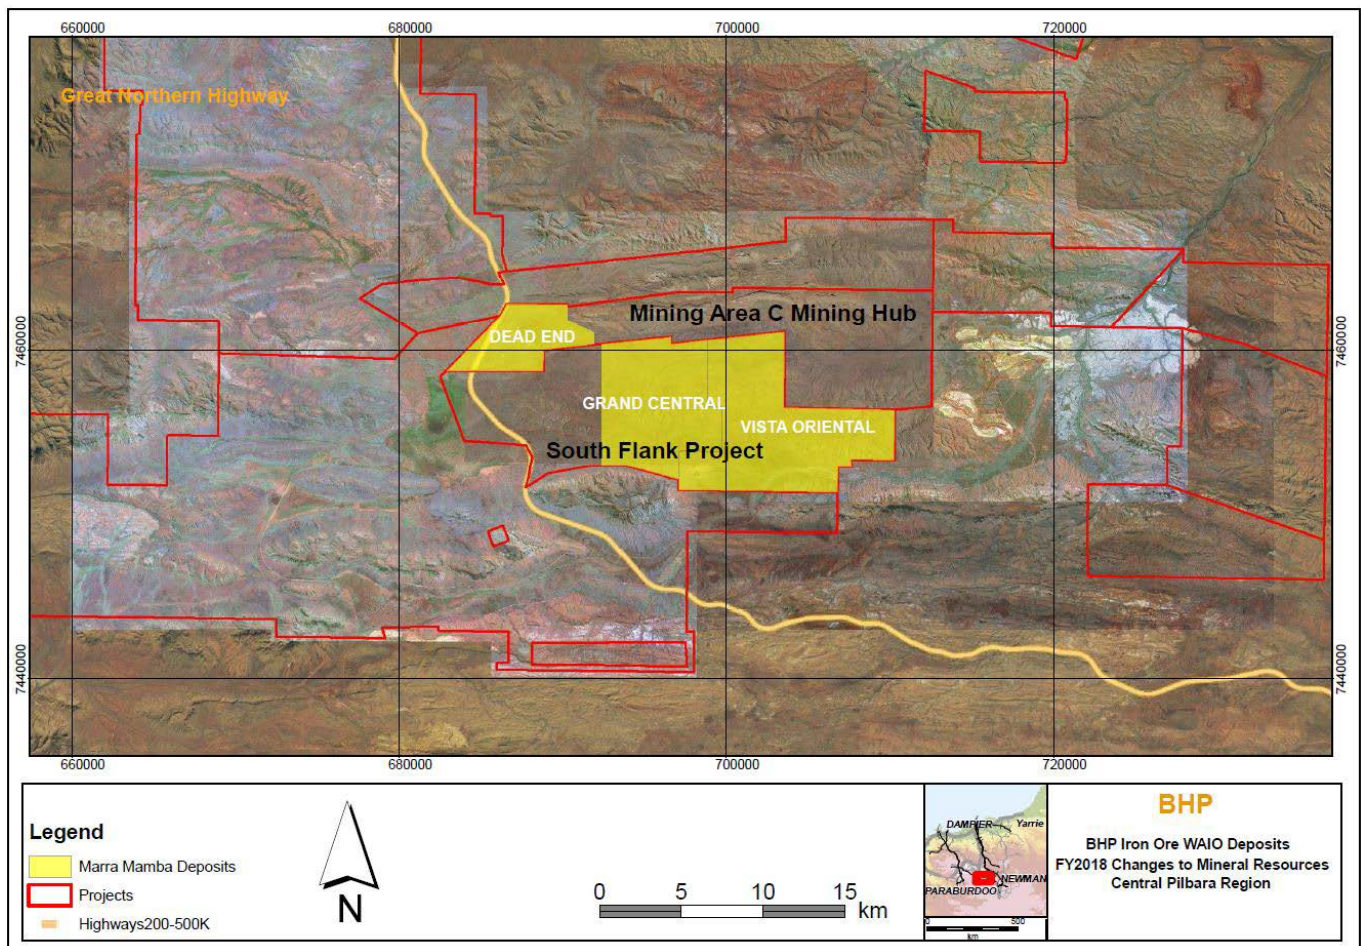 660000
680000
700000
720000
Great Northern Highway
Mining Area C Mining Hub
DEAD END
7460000
7460000
GRAND CENTRAL
VISTA ORIENTAL
South Flank Project
7440000
7440000
660000
680000
700000
720000
Legend
Marra Mamba Deposits
Projects
Highways200-500K
N
0 5 10 15
km
DAMPIER
Yarrie
NEWMAN
PARABURDOO
0 500
km
BHP
BHP Iron Ore WAIO Deposits
FY2018 Changes to Mineral Resources
Central Pilbara Region